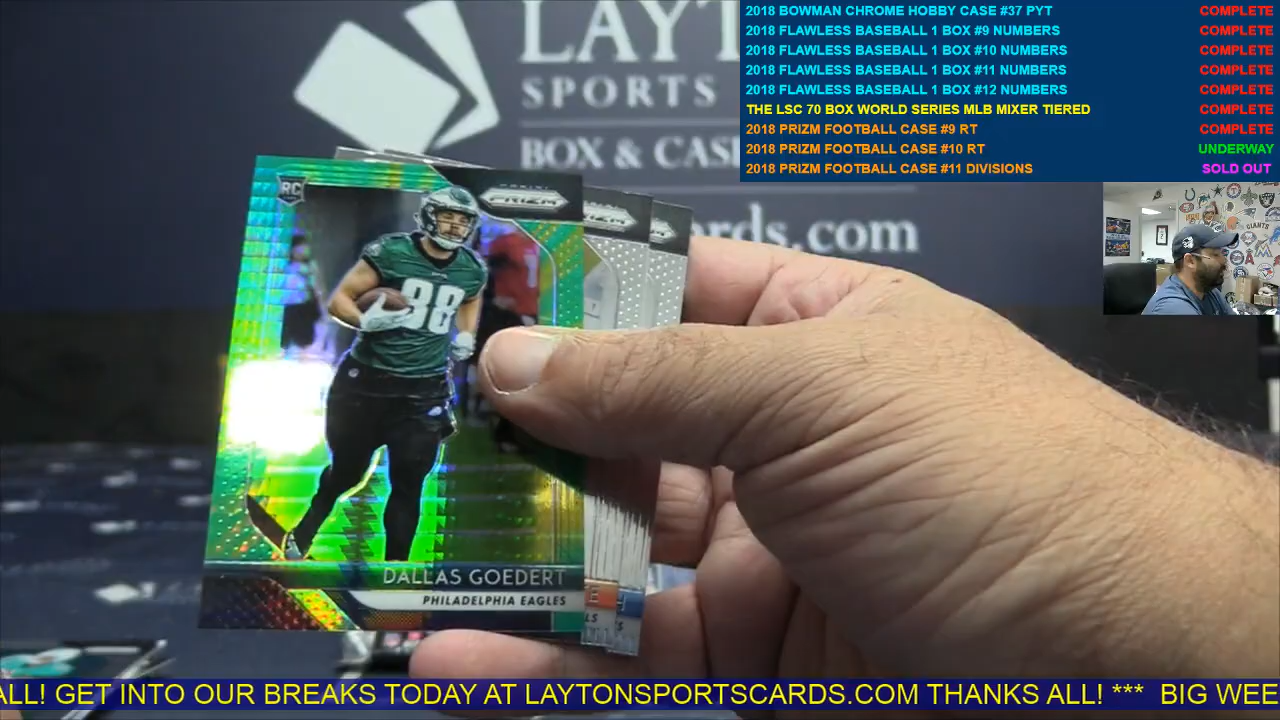 LAYT
SPORTS
BOX & CAS
rds.com
2018 BOWMAN CHROME HOBBY CASE #37 PYT COMPLETE
2018 FLAWLESS BASEBALL 1 BOX #9 NUMBERS COMPLETE
2018 FLAWLESS BASEBALL 1 BOX #10 NUMBERS COMPLETE
2018 FLAWLESS BASEBALL 1 BOX #11 NUMBERS COMPLETE
2018 FLAWLESS BASEBALL 1 BOX #12 NUMBERS COMPLETE
THE LSC 70 BOX WORLD SERIES MLB MIXER TIERED COMPLETE
2018 PRIZM FOOTBALL CASE #9 RT COMPLETE
2018 PRIZM FOOTBALL CASE #10 RT UNDERWAY
2018 PRIZM FOOTBALL CASE #11 DIVISIONS SOLD OUT
RC
PANINI
PRIZM
88
DALLAS GOEDERT
PHILADELPHIA EAGLES
ALL! GET INTO OUR BREAKS TODAY AT LAYTONSPORTSCARDS.COM THANKS ALL! *** BIG WEE